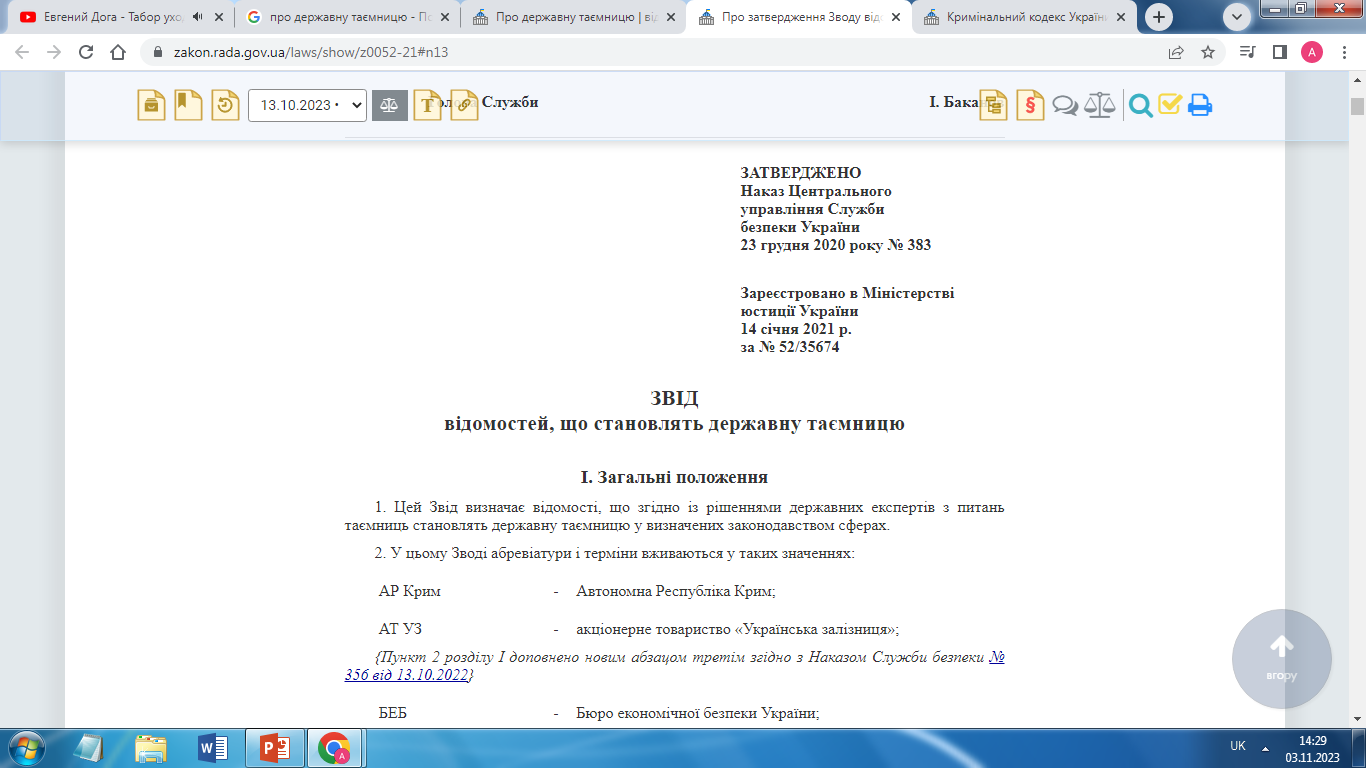 Евгений Дога - Табор ухо
про державну таємницю - По
Про державну таємницю | від
Про затвердження Зводу відо
Кримінальний кодекс України
zakon.rada.gov.ua/laws/show/z0052-21#n13
A
13.10.2023 •
Служби
І.
ЗАТВЕРДЖЕНО
Наказ Центрального
управління Служби
безпеки України
23 грудня 2020 року № 383
Зареєстровано в Міністерстві
юстиції України
14 січня 2021 р.
за № 52/35674
ЗВІД
відомостей, що становлять державну таємницю
І. Загальні положення
1. Цей Звід визначає відомості, що згідно із рішеннями державних експертів з питань
таємниць становлять державну таємницю у визначених законодавством сферах.
2. У цьому Зводі абревіатури і терміни вживаються у таких значеннях:
АР Крим - Автономна Республіка Крим;
АТ УЗ - акціонерне товариство «Українська залізниця»;
{Пункт 2 розділу І доповнено новим абзацом третім згідно з Наказом Служби безпеки №
356 від 13.10.2022}
БЕБ - Бюро економічної безпеки України;
вгору
UK
14:29
03.11.2023